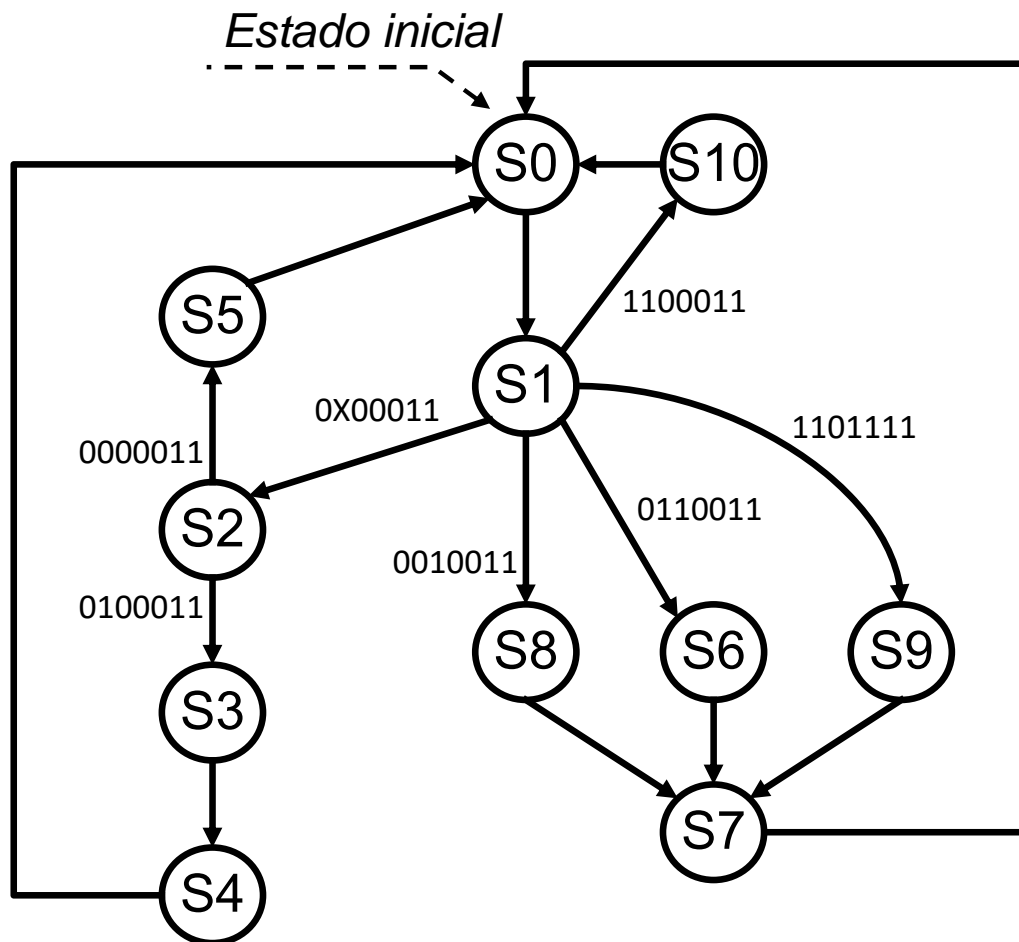 Estado inicial
S0
S10
S5
1100011
S1
0X00011
1101111
0000011
S2
0110011
0010011
0100011
S8
S6
S9
S3
S7
S4